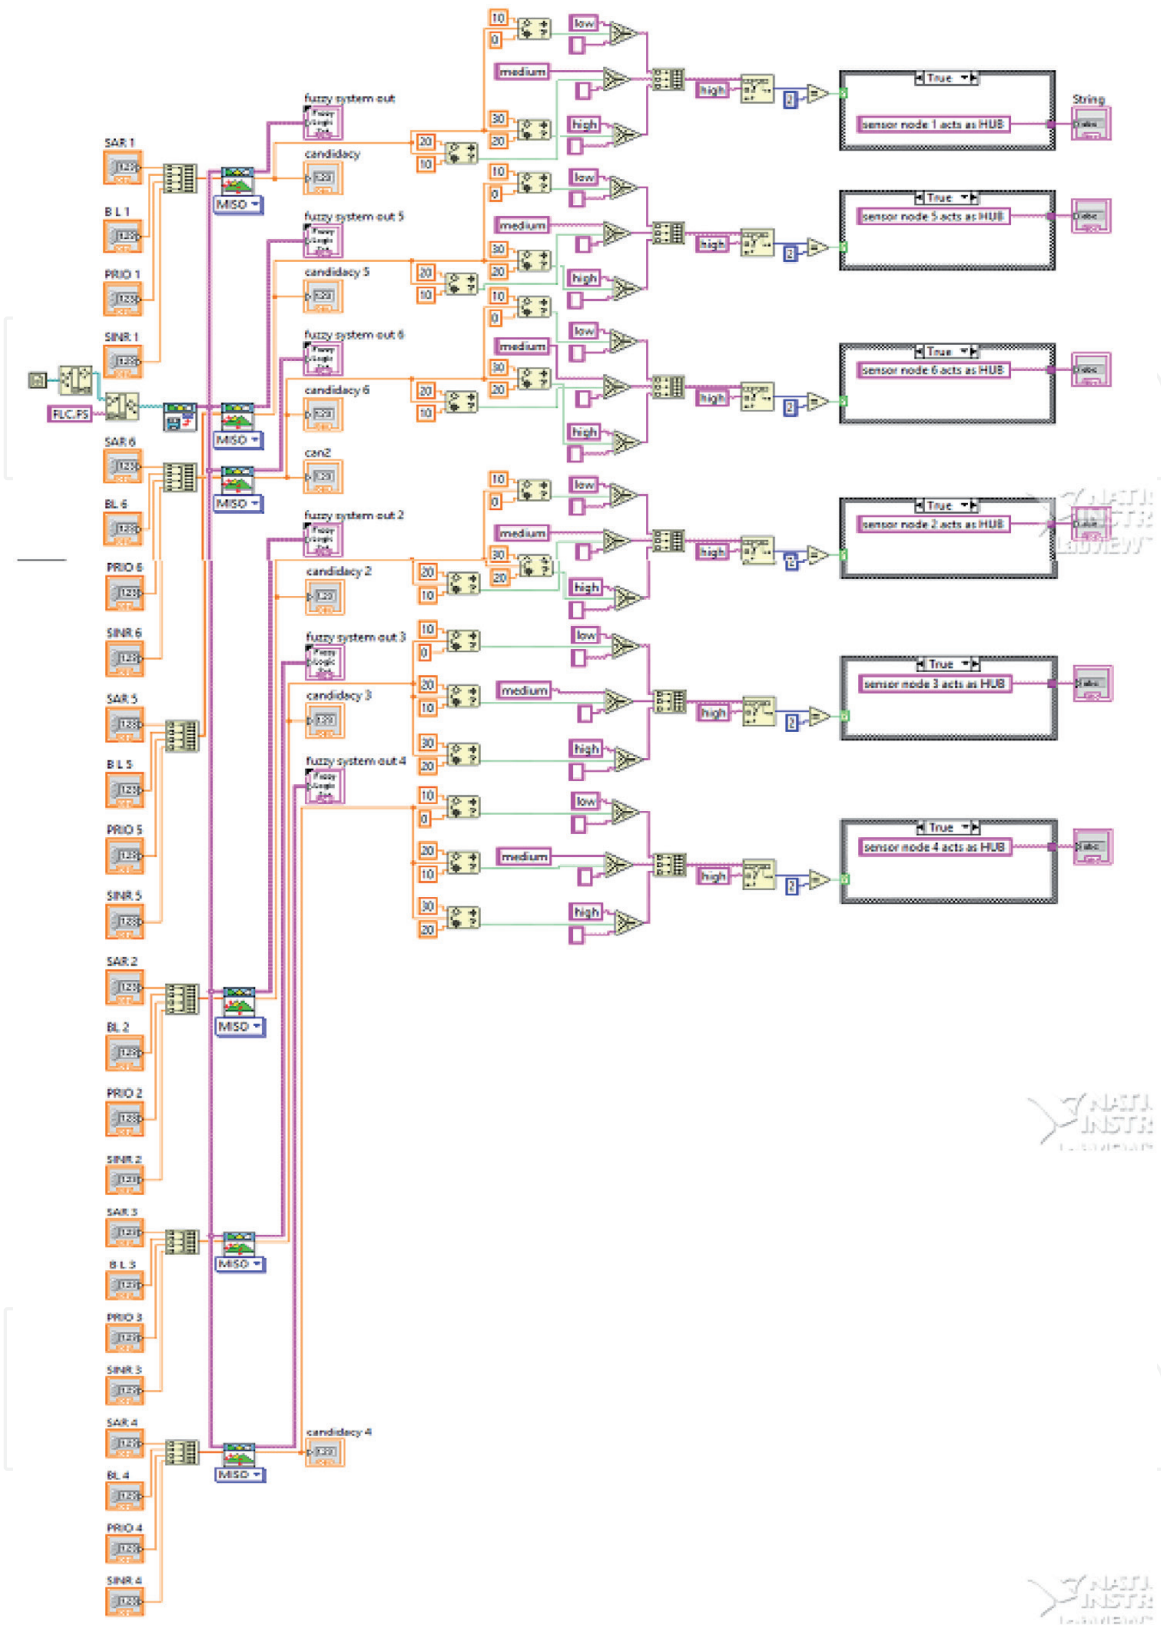 10
low
0
medium
True
high
2
fuzzy system out
30
String
sensor node 1 acts as HUB
high
20
20
SAR 1
candidacy
10
10
low
True
MISO
0
B L 1
fuzzy system out 5
medium
sensor node 5 acts as HUB
high
2
30
candidacy 5
20
20
high
PRIO 1
10
10
low
0
SINR 1
fuzzy system out 6
medium
True
30
sensor node 6 acts as HUB
20
20
candidacy 6
high
2
FLC.FS
10
high
MISO
SAR 6
can2
10
low
MISO
0
True
BL 6
fuzzy system out 2
medium
sensor node 2 acts as HUB
30
high
2
PRIO 6
candidacy 2
20
20
high
10
SINR 6
fuzzy system out 3
10
low
0
True
SAR 5
candidacy 3
20
medium
sensor node 3 acts as HUB
10
high
2
B L 5
fuzzy system out 4
30
high
20
10
low
PRIO 5
0
True
20
medium
sensor node 4 acts as HUB
10
high
2
SINR 5
30
high
20
SAR 2
BL 2
MISO
PRIO 2
SINR 2
SAR 3
B L 3
MISO
PRIO 3
SINR 3
SAR 4
candidacy 4
BL 4
MISO
PRIO 4
SINR 4
NATI
INSTR
LabVIEW
NATI
INSTR
NATI
INSTR